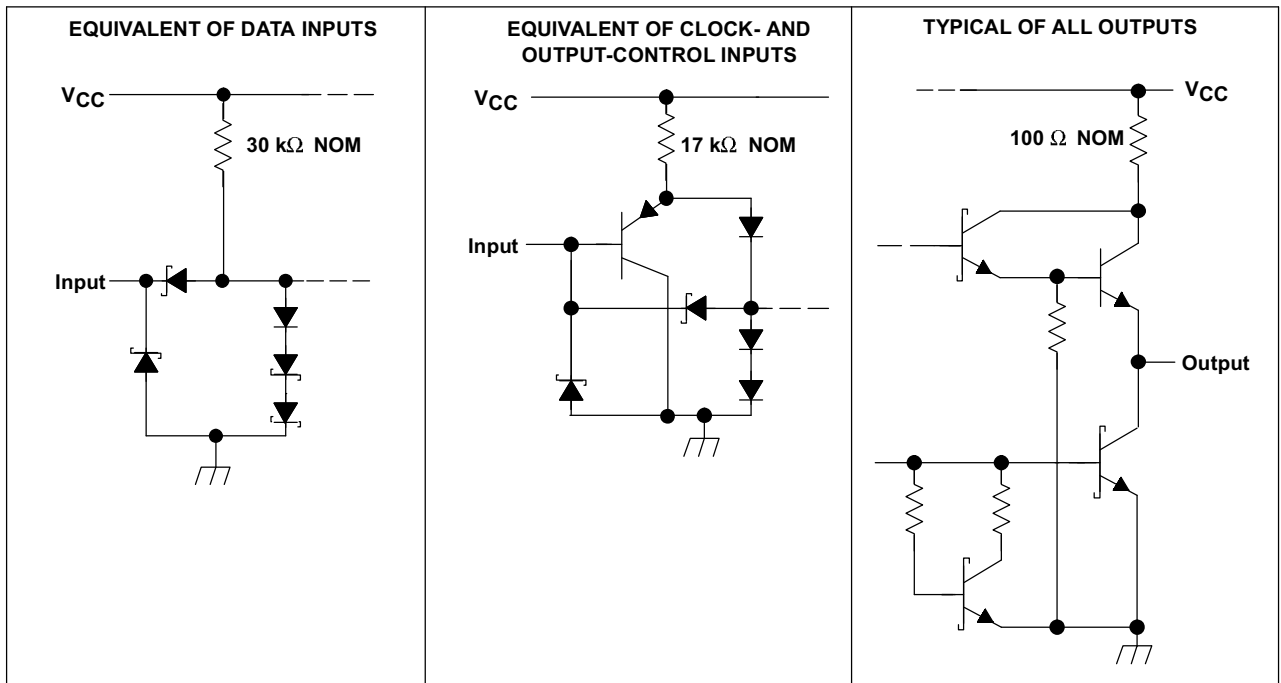 EQUIVALENT OF DATA INPUTS
VCC
30 kΩ NOM
Input
EQUIVALENT OF CLOCK- AND
OUTPUT-CONTROL INPUTS
VCC
17 kΩ NOM
Input
TYPICAL OF ALL OUTPUTS
VCC
100 Ω NOM
Output